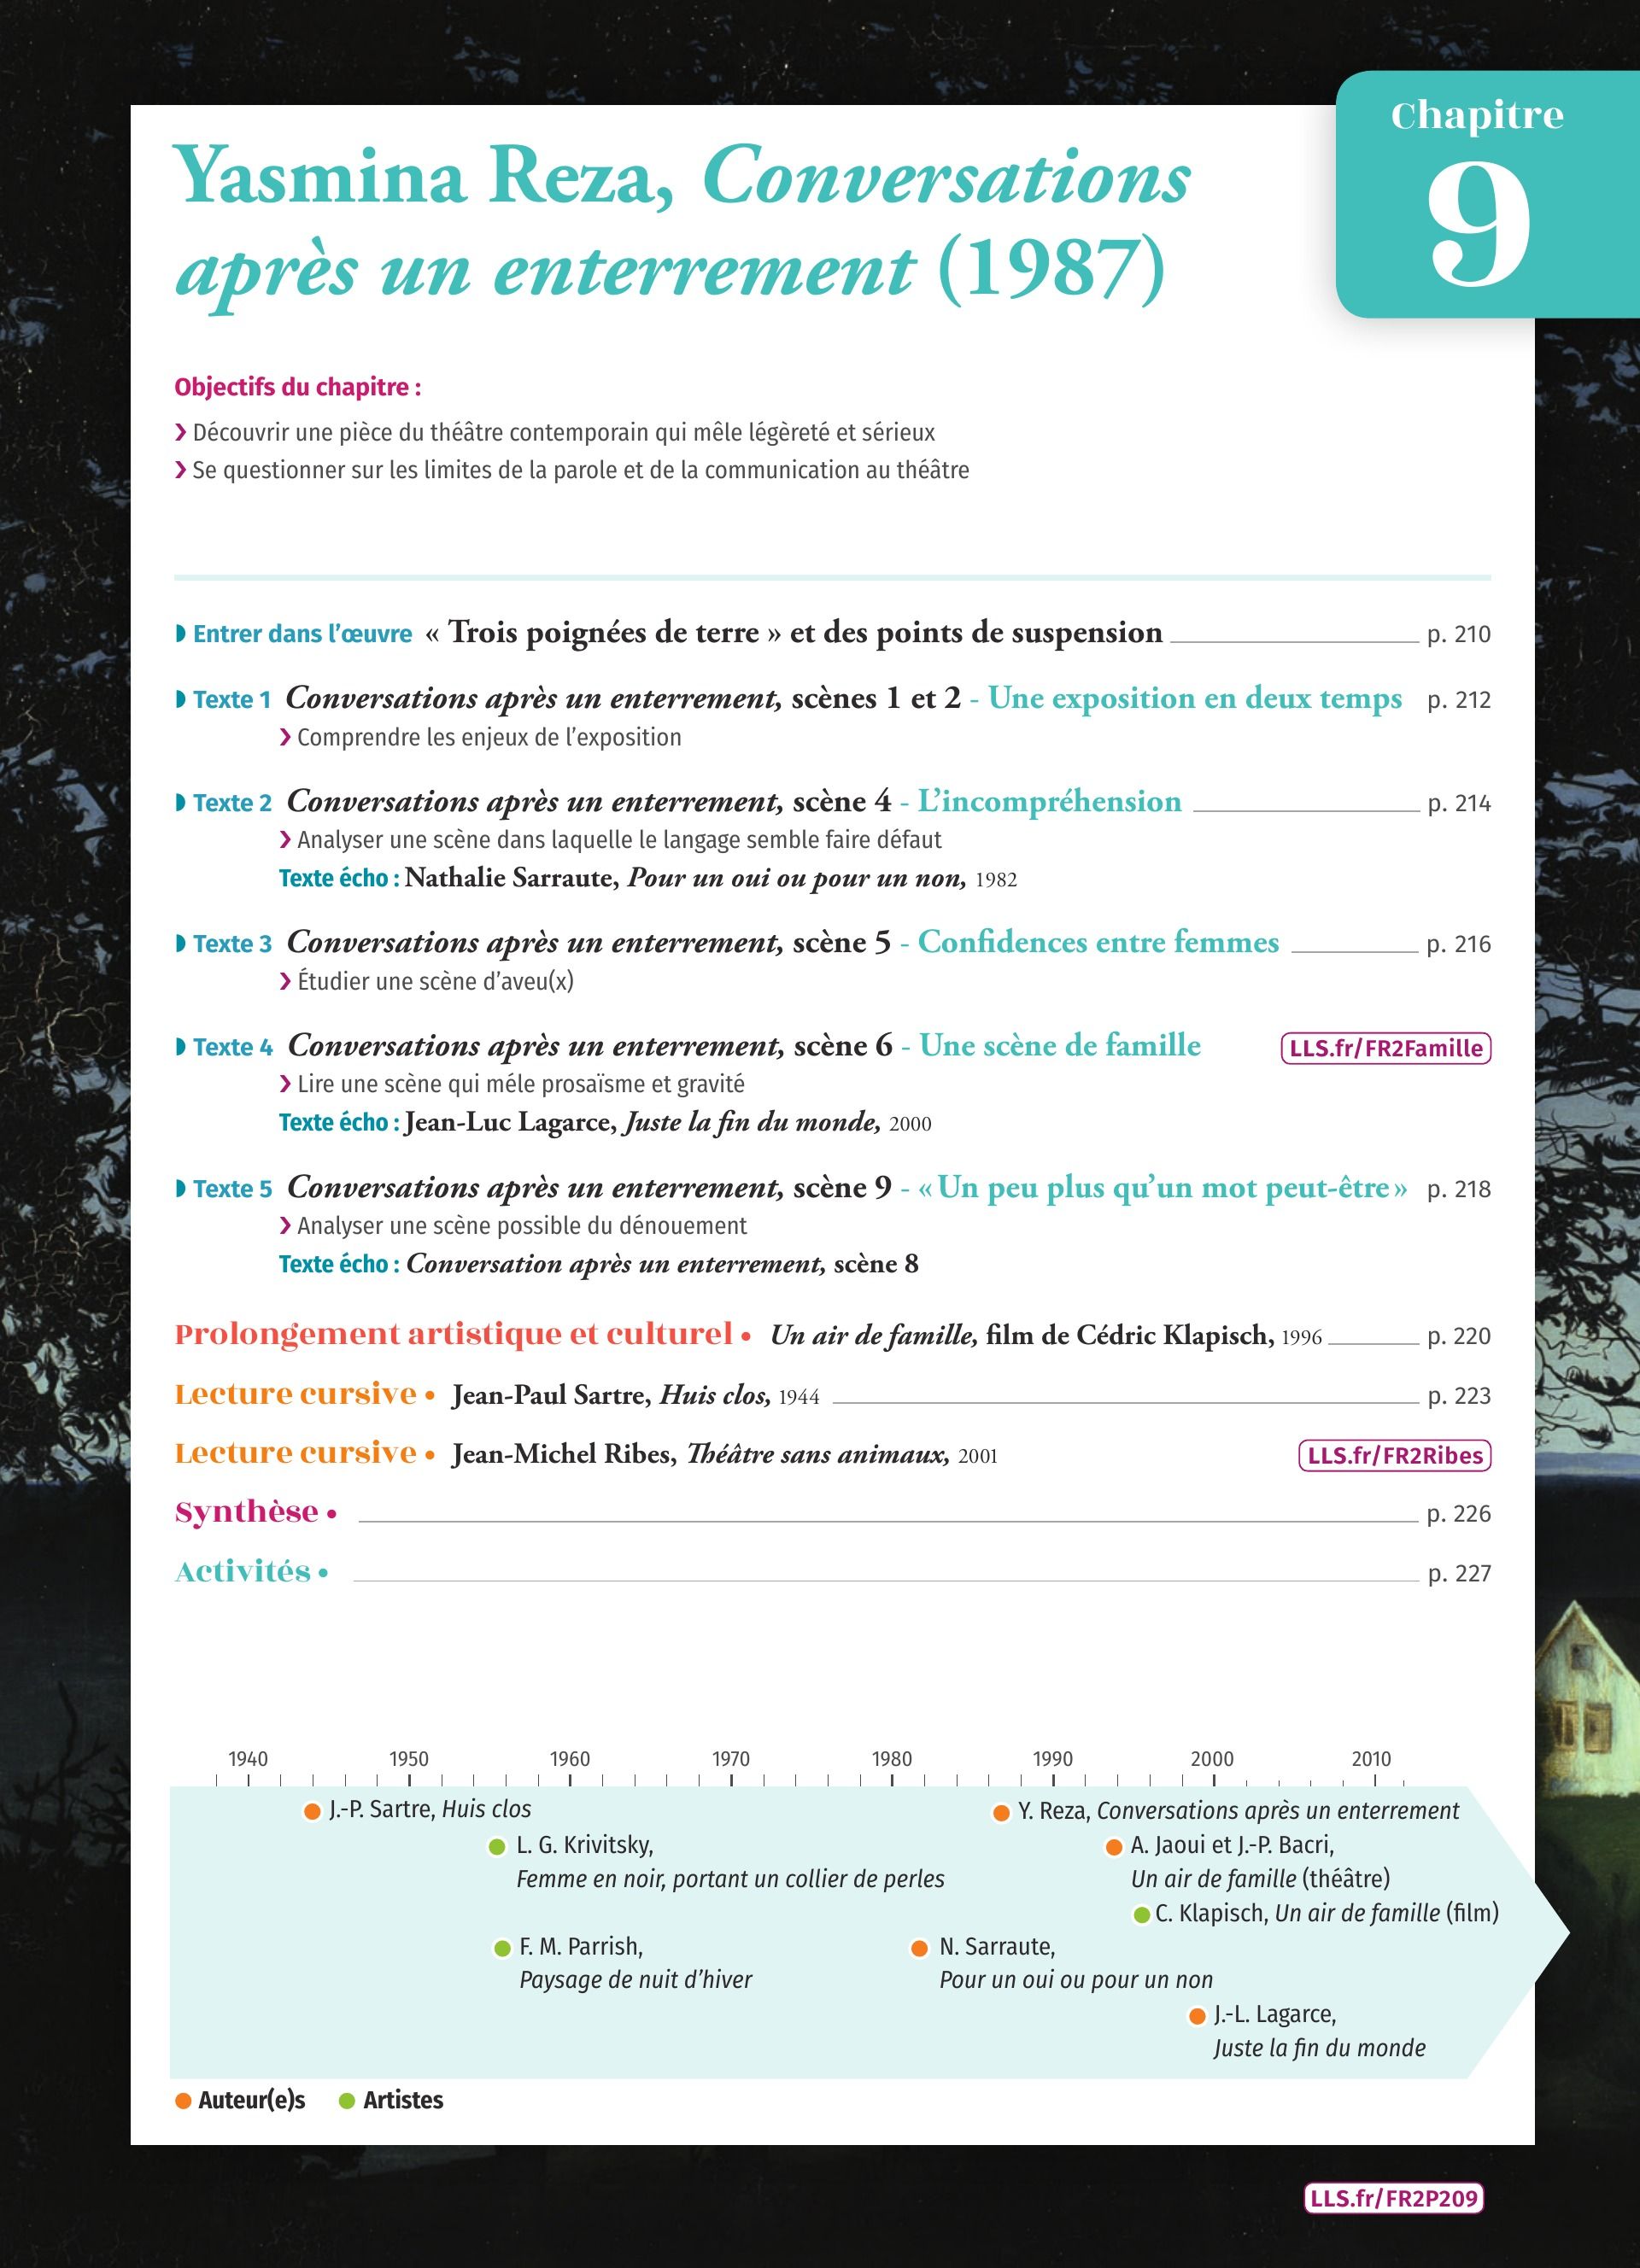 Chapitre
9
Yasmina Reza, Conversations
après un enterrement (1987)
Objectifs du chapitre :
❯ Découvrir une pièce du théâtre contemporain qui mêle légèreté et sérieux
❯ Se questionner sur les limites de la parole et de la communication au théâtre
Entrer dans l'œuvre « Trois poignées de terre » et des points de suspension p. 210
Texte 1 Conversations après un enterrement, scènes 1 et 2 - Une exposition en deux temps p. 212
❯ Comprendre les enjeux de l'exposition
Texte 2 Conversations après un enterrement, scène 4 - L'incompréhension p. 214
❯ Analyser une scène dans laquelle le langage semble faire défaut
Texte écho : Nathalie Sarraute, Pour un oui ou pour un non, 1982
Texte 3 Conversations après un enterrement, scène 5 - Confidences entre femmes p. 216
❯ Étudier une scène d'aveu(x)
Texte 4 Conversations après un enterrement, scène 6 - Une scène de famille LLS.fr/FR2Famille
❯ Lire une scène qui méle prosaïsme et gravité
Texte écho : Jean-Luc Lagarce, Juste la fin du monde, 2000
Texte 5 Conversations après un enterrement, scène 9 - « Un peu plus qu'un mot peut-être » p. 218
❯ Analyser une scène possible du dénouement
Texte écho : Conversation après un enterrement, scène 8
Prolongement artistique et culturel • Un air de famille, film de Cédric Klapisch, 1996 p. 220
Lecture cursive • Jean-Paul Sartre, Huis clos, 1944 p. 223
Lecture cursive • Jean-Michel Ribes, Théâtre sans animaux, 2001 LLS.fr/FR2Ribes
Synthèse • p. 226
Activités • p. 227
1940 1950 1960 1970 1980 1990 2000 2010
J.-P. Sartre, Huis clos
Y. Reza, Conversations après un enterrement
L. G. Krivitsky,
Femme en noir, portant un collier de perles
A. Jaoui et J.-P. Bacri,
Un air de famille (théâtre)
C. Klapisch, Un air de famille (film)
F. M. Parrish,
Paysage de nuit d'hiver
N. Sarraute,
Pour un oui ou pour un non
J.-L. Lagarce,
Juste la fin du monde
Auteur(e)s Artistes
LLS.fr/FR2P209